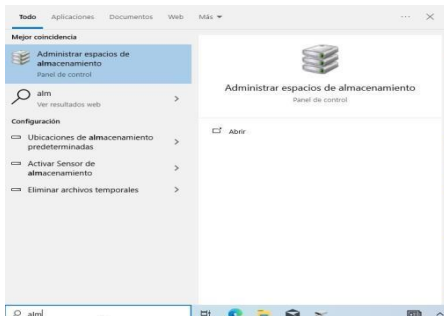 Todo Aplicaciones Documentos Web Más
Mejor coincidencia
Administrar espacios de
almacenamiento
Panel de control
alm
Ver resultados web
Configuración
Ubicaciones de almacenamiento
predeterminadas
Activar Sensor de
almacenamiento
Eliminar archivos temporales
Administrar espacios de almacenamiento
Panel de control
Abrir
alm